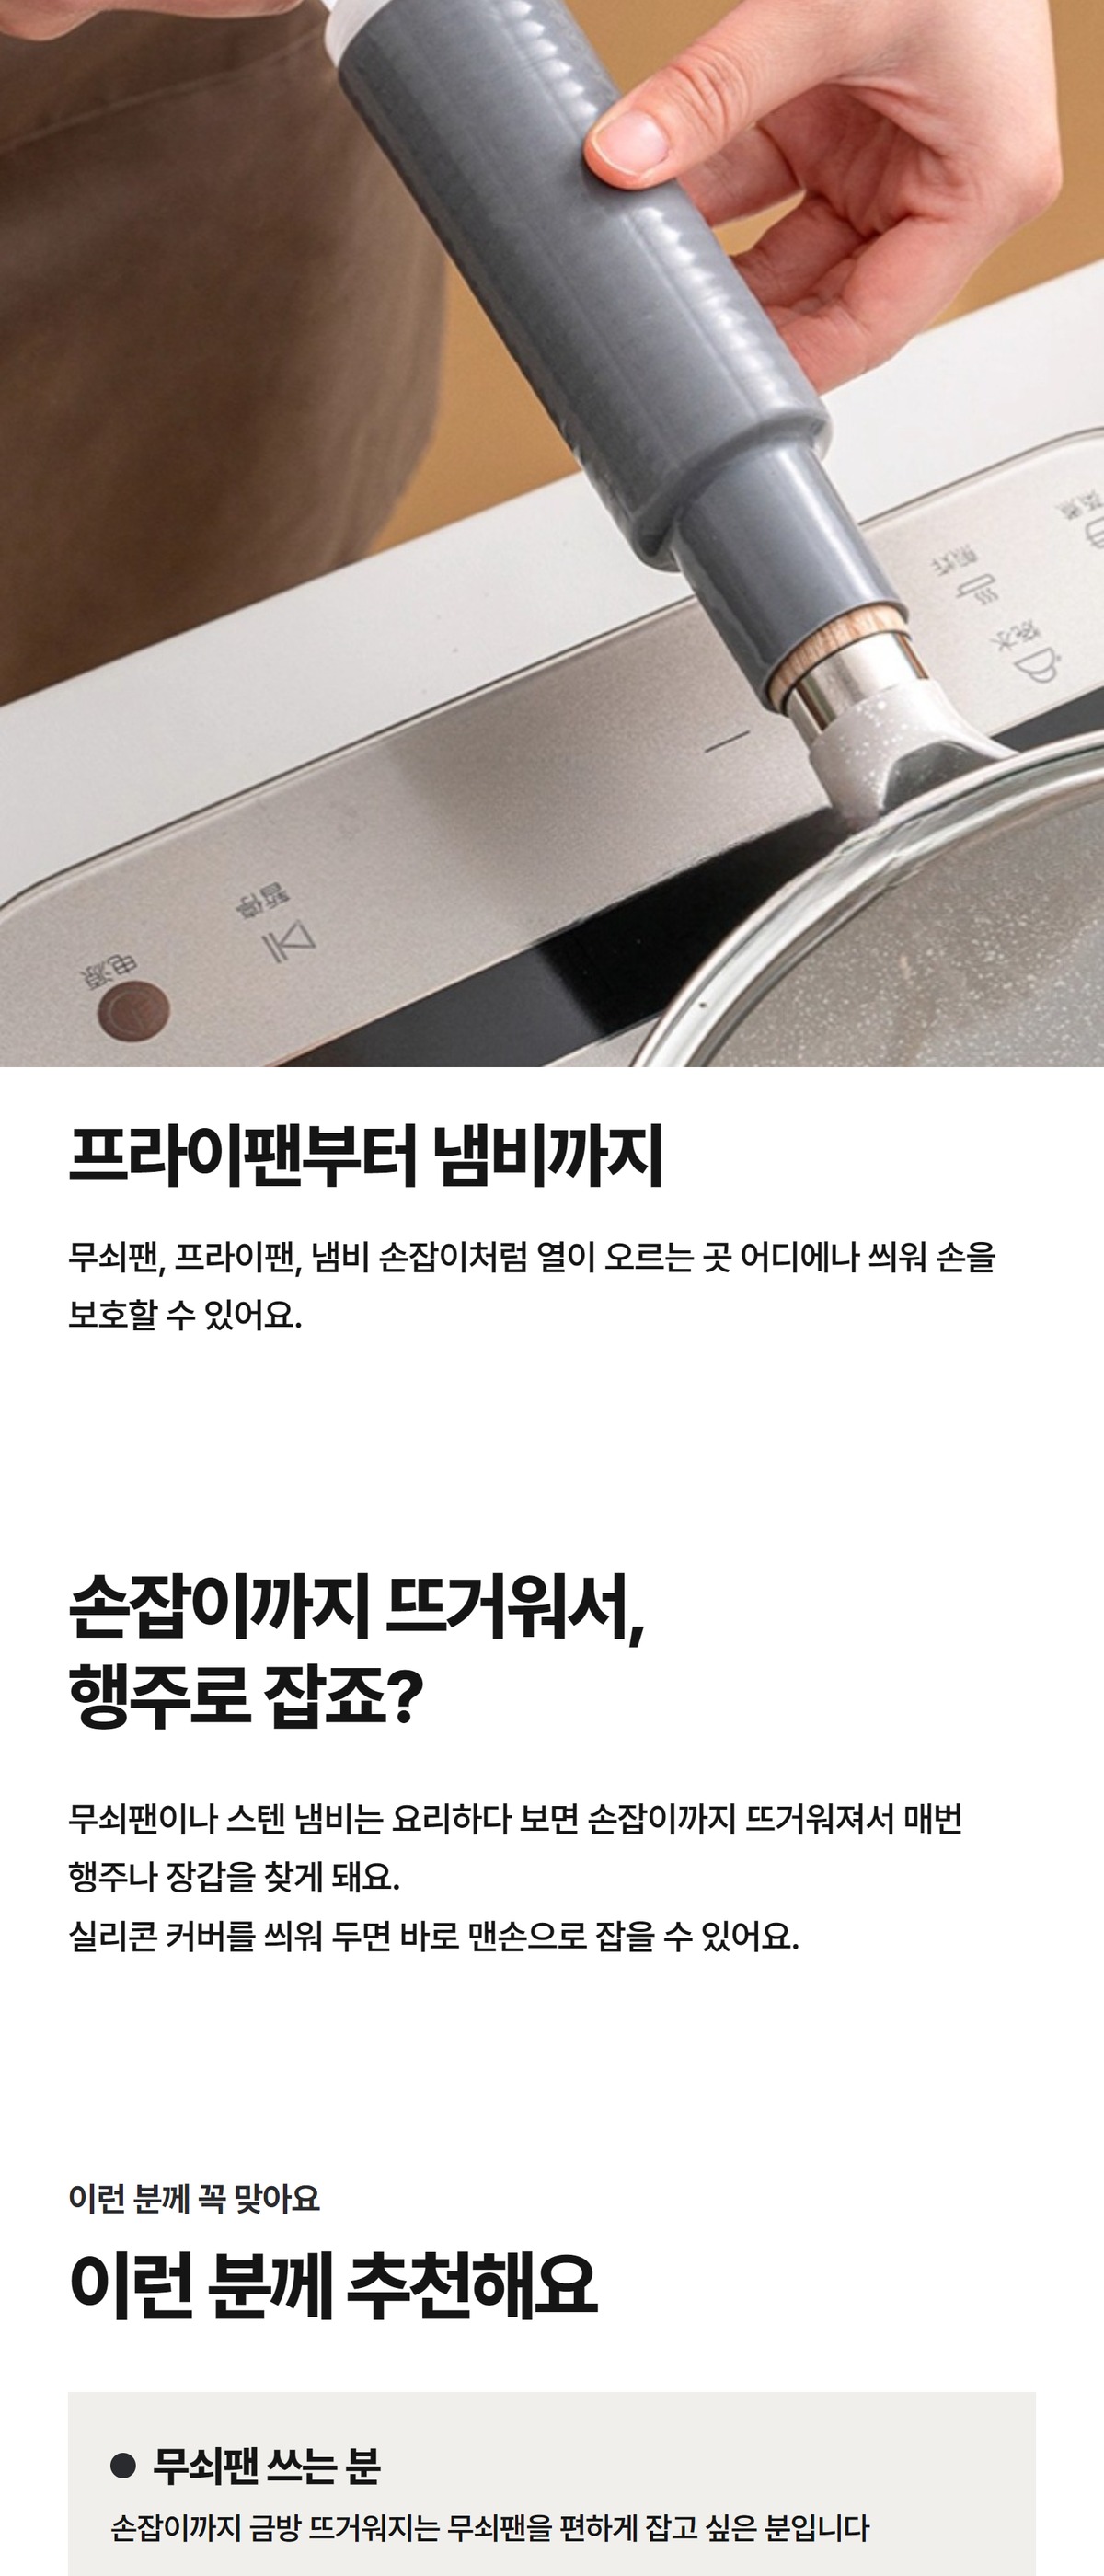 煎炸
烧水
暂停
电源
프라이팬부터 냄비까지
무쇠팬, 프라이팬, 냄비 손잡이처럼 열이 오르는 곳 어디에나 씌워 손을
보호할 수 있어요.
손잡이까지 뜨거워서,
행주로 잡죠?
무쇠팬이나 스텐 냄비는 요리하다 보면 손잡이까지 뜨거워져서 매번
행주나 장갑을 찾게 돼요.
실리콘 커버를 씌워 두면 바로 맨손으로 잡을 수 있어요.
이런 분께 꼭 맞아요
이런 분께 추천해요
무쇠팬 쓰는 분
손잡이까지 금방 뜨거워지는 무쇠팬을 편하게 잡고 싶은 분입니다